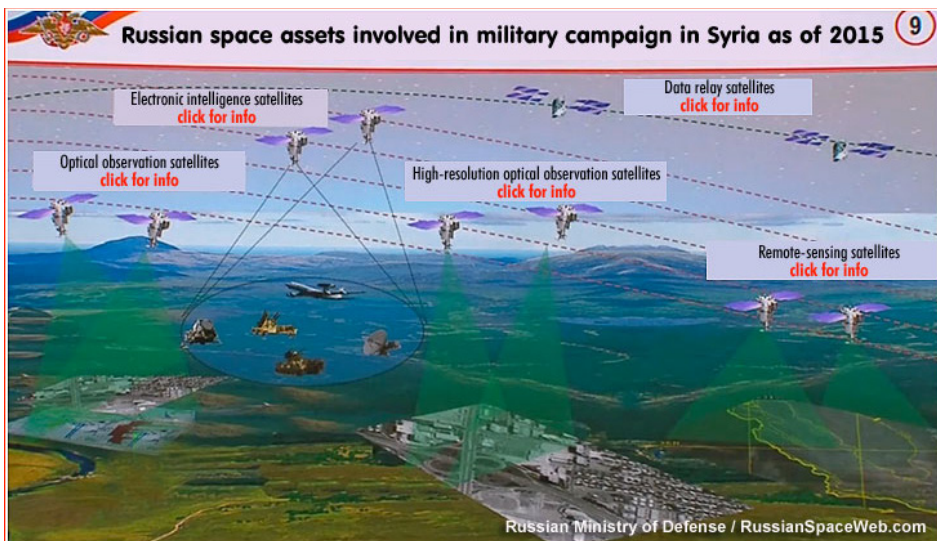 Russian space assets involved in military campaign in Syria as of 2015
9
Electronic intelligence satellites
click for info
Data relay satellites
click for info
Optical observation satellites
click for info
High-resolution optical observation satellites
click for info
Remote-sensing satellites
click for info
Russian Ministry of Defense / RussianSpaceWeb.com